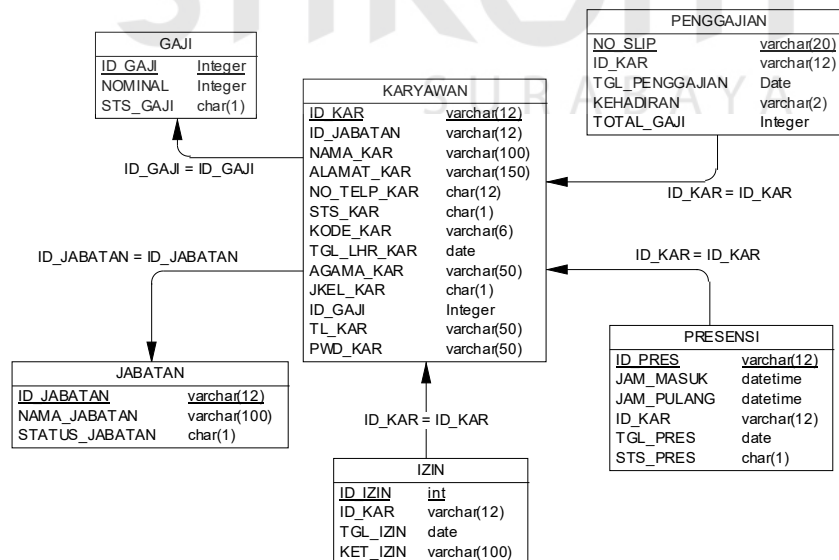 SURABAYA
GAJI
ID_GAJI Integer
NOMINAL Integer
STS_GAJI char(1)
ID_GAJI = ID_GAJI
KARYAWAN
ID_KAR varchar(12)
ID_JABATAN varchar(12)
NAMA_KAR varchar(100)
ALAMAT_KAR varchar(150)
NO_TELP_KAR char(12)
STS_KAR char(1)
KODE_KAR varchar(6)
TGL_LHR_KAR date
AGAMA_KAR varchar(50)
JKEL_KAR char(1)
ID_GAJI Integer
TL_KAR varchar(50)
PWD_KAR varchar(50)
PENGGAJIAN
NO_SLIP varchar(20)
ID_KAR varchar(12)
TGL_PENGGAJIAN Date
KEHADIRAN varchar(2)
TOTAL_GAJI Integer
ID_KAR = ID_KAR
ID_JABATAN = ID_JABATAN
ID_KAR = ID_KAR
JABATAN
ID_JABATAN varchar(12)
NAMA_JABATAN varchar(100)
STATUS_JABATAN char(1)
PRESENSI
ID_PRES varchar(12)
JAM_MASUK datetime
JAM_PULANG datetime
ID_KAR varchar(12)
TGL_PRES date
STS_PRES char(1)
ID_KAR = ID_KAR
IZIN
ID_IZIN int
ID_KAR varchar(12)
TGL_IZIN date
KET_IZIN varchar(100)